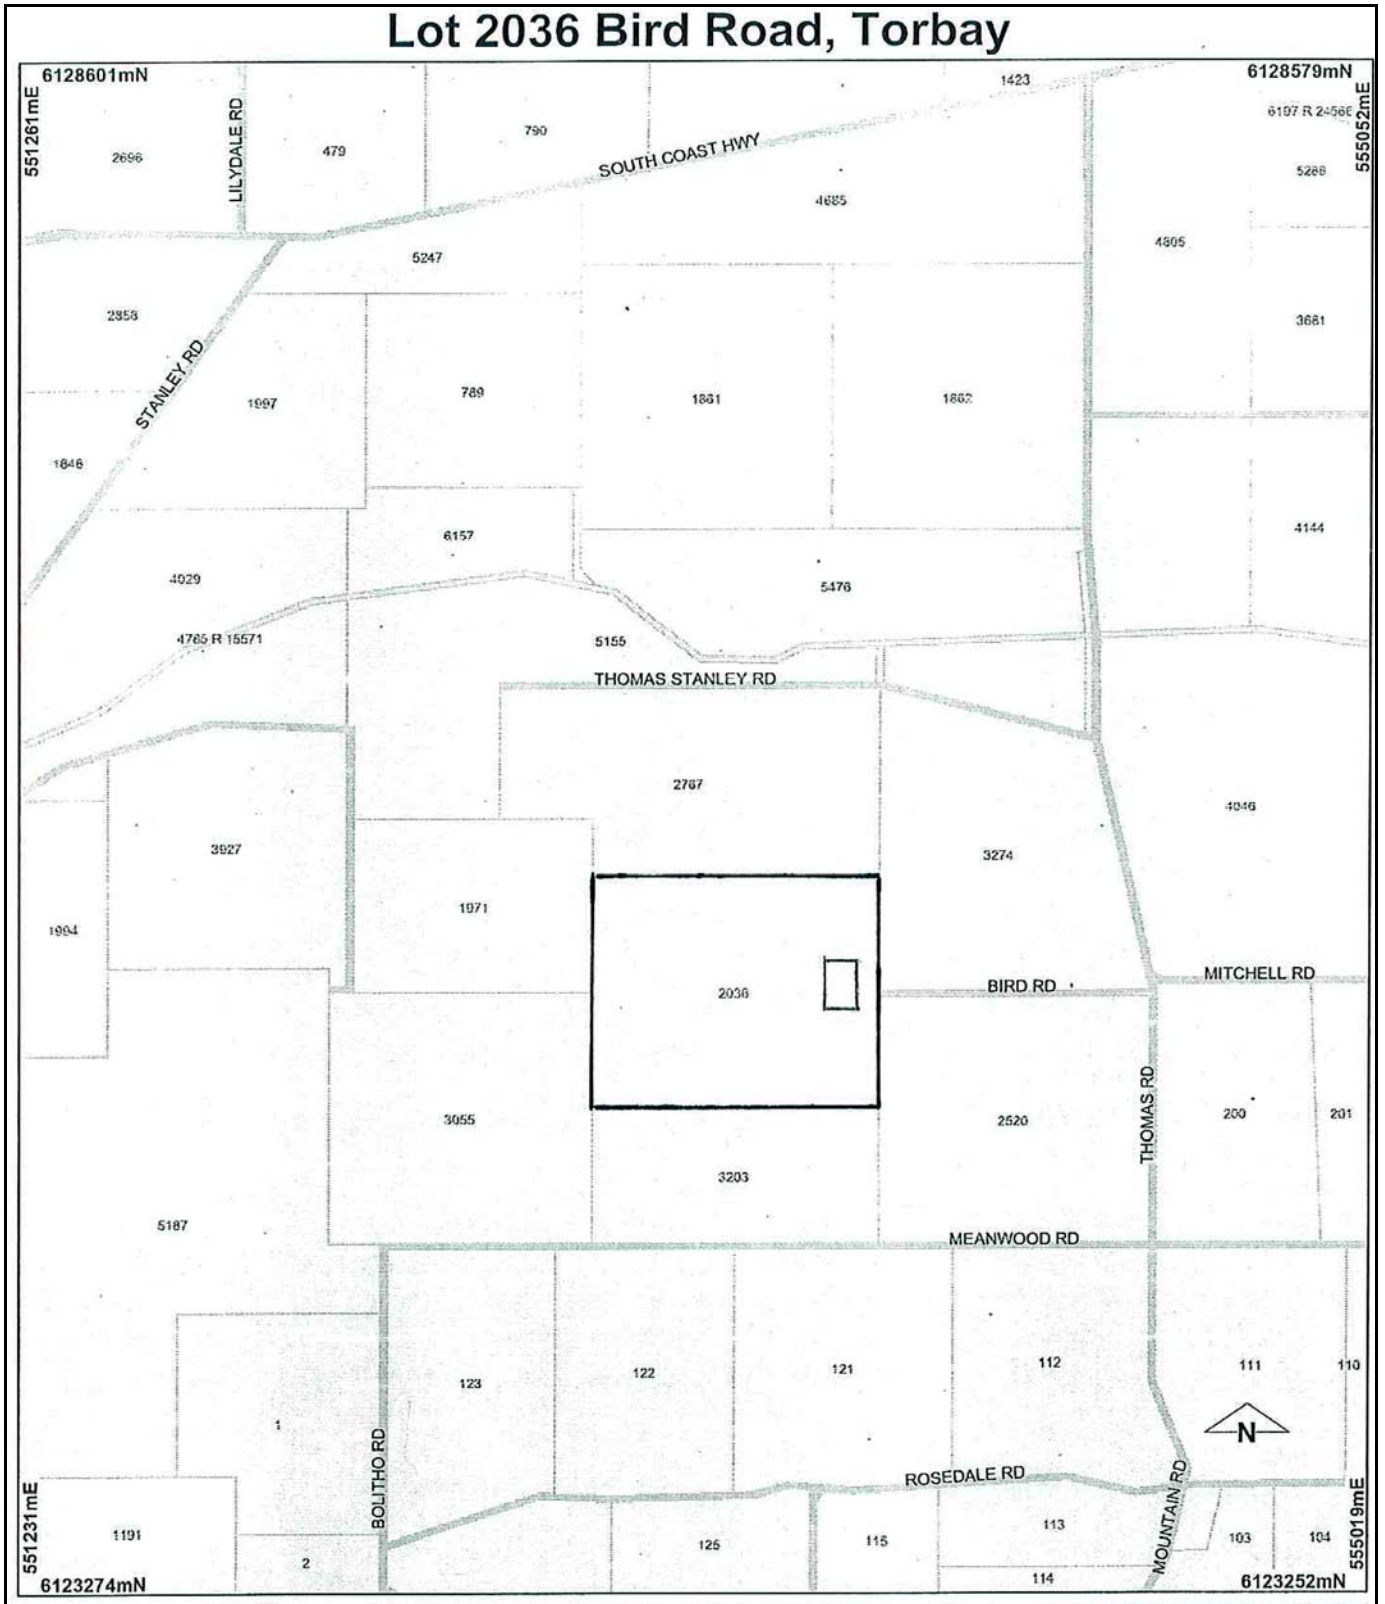 Lot 2036 Bird Road, Torbay
6128601mN
6128579mN
551261mE
555052mE
1423
6197 R 24566
LILYDALE RD
2696
479
790
SOUTH COAST HWY
5288
4685
4805
5247
2858
3681
STANLEY RD
1997
789
1861
1862
1846
6157
4144
4029
5476
4785 R 15571
5155
THOMAS STANLEY RD
2767
4046
3927
3274
1971
1994
MITCHELL RD
BIRD RD
2036
THOMAS RD
3055
2520
200
201
3203
5187
MEANWOOD RD
123
122
121
112
111
110
1
N
BOLITHO RD
ROSEDALE RD
MOUNTAIN RD
551231mE
555019mE
1191
2
125
115
113
103
104
114
6123274mN
6123252mN